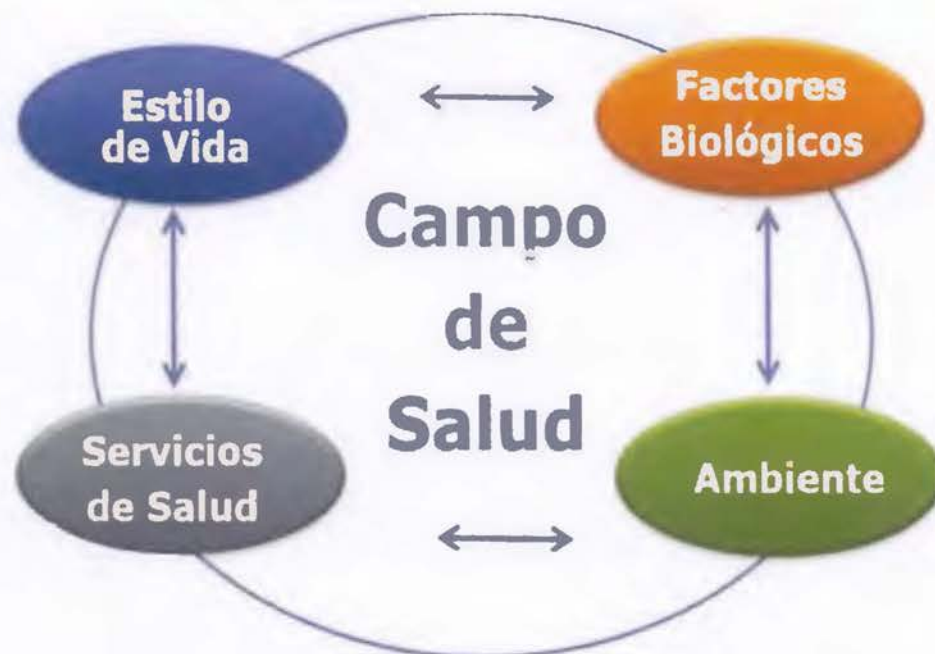 Estilo
de Vida
Factores
Biológicos
Campo
de
Salud
Servicios
de Salud
Ambiente